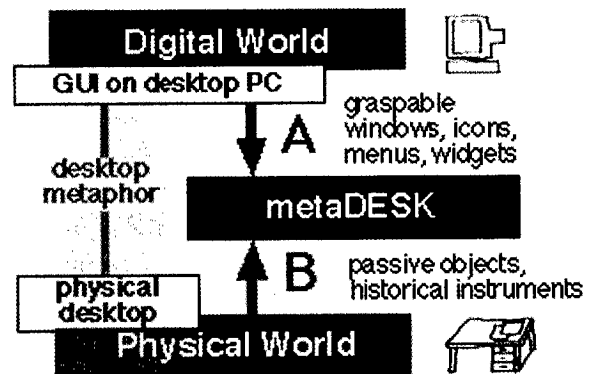 Digital World
GUI on desktop PC
A
graspable
windows, icons,
menus, widgets
desktop
metaphor
metaDESK
B
passive objects,
historical instruments
physical
desktop
Physical World